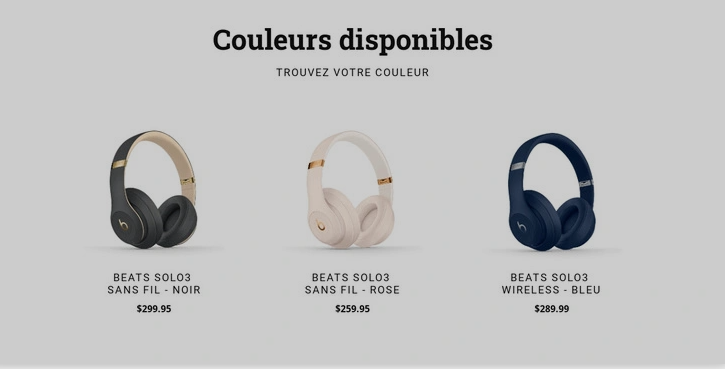 Couleurs disponibles
TROUVEZ VOTRE COULEUR
BEATS SOLO3
SANS FIL - NOIR
$299.95
BEATS SOLO3
SANS FIL - ROSE
$259.95
BEATS SOLO3
WIRELESS - BLEU
$289.99